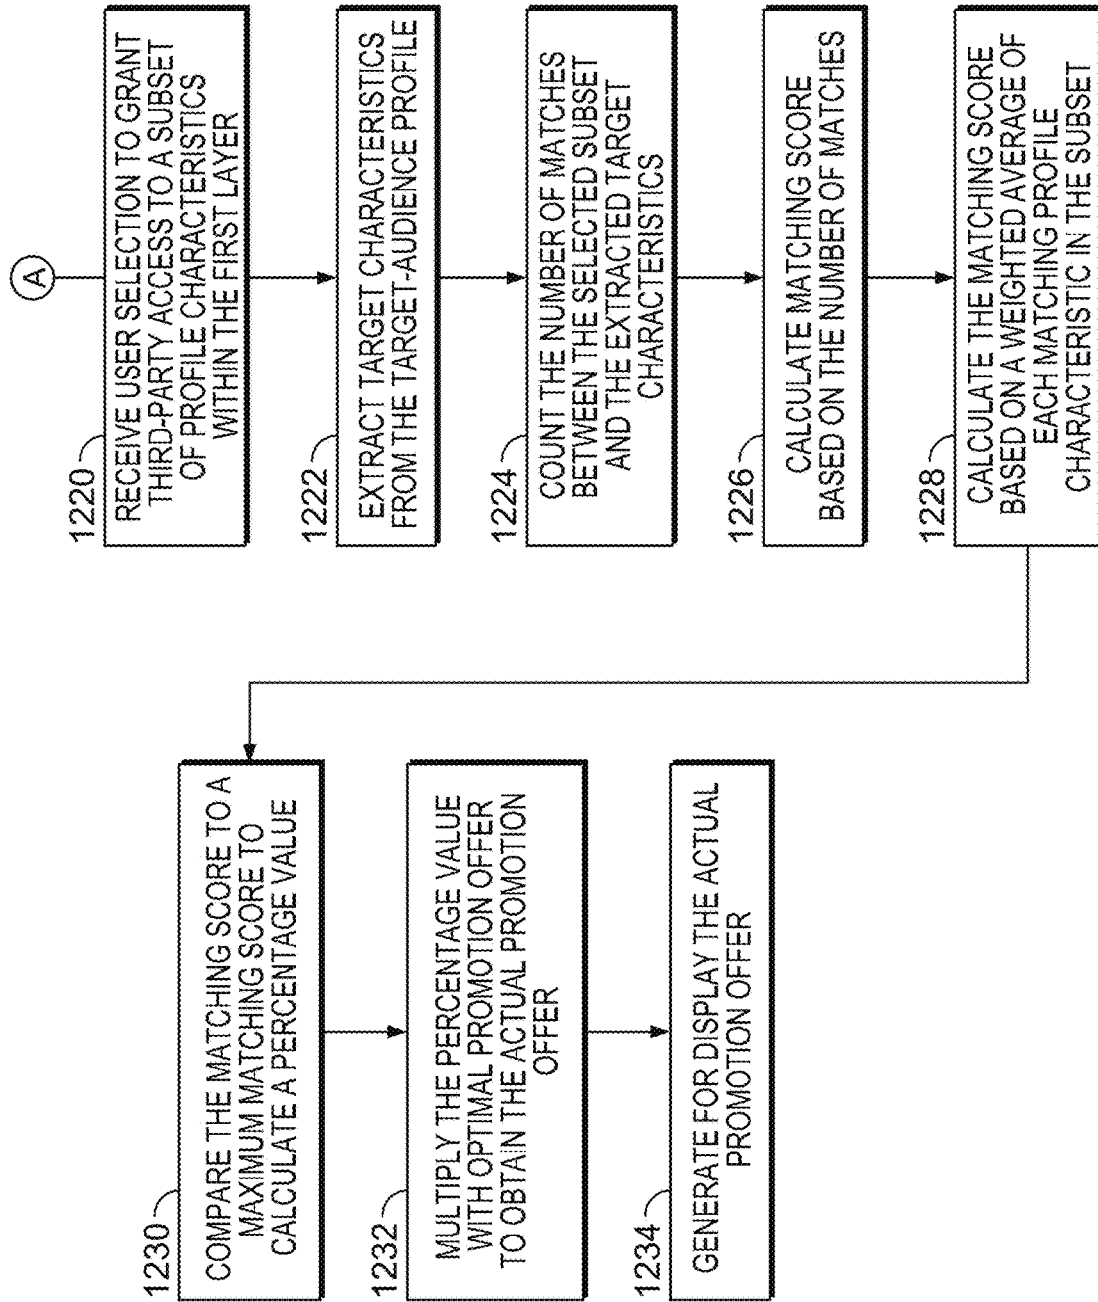 A
1220
RECEIVE USER SELECTION TO GRANT
THIRD-PARTY ACCESS TO A SUBSET
OF PROFILE CHARACTERISTICS
WITHIN THE FIRST LAYER
1222
EXTRACT TARGET CHARACTERISTICS
FROM THE TARGET-AUDIENCE PROFILE
1224
COUNT THE NUMBER OF MATCHES
BETWEEN THE SELECTED SUBSET
AND THE EXTRACTED TARGET
CHARACTERISTICS
1226
CALCULATE MATCHING SCORE
BASED ON THE NUMBER OF MATCHES
1228
CALCULATE THE MATCHING SCORE
BASED ON A WEIGHTED AVERAGE OF
EACH MATCHING PROFILE
CHARACTERISTIC IN THE SUBSET
1230
COMPARE THE MATCHING SCORE TO A
MAXIMUM MATCHING SCORE TO
CALCULATE A PERCENTAGE VALUE
1232
MULTIPLY THE PERCENTAGE VALUE
WITH OPTIMAL PROMOTION OFFER
TO OBTAIN THE ACTUAL PROMOTION
OFFER
1234
GENERATE FOR DISPLAY THE ACTUAL
PROMOTION OFFER